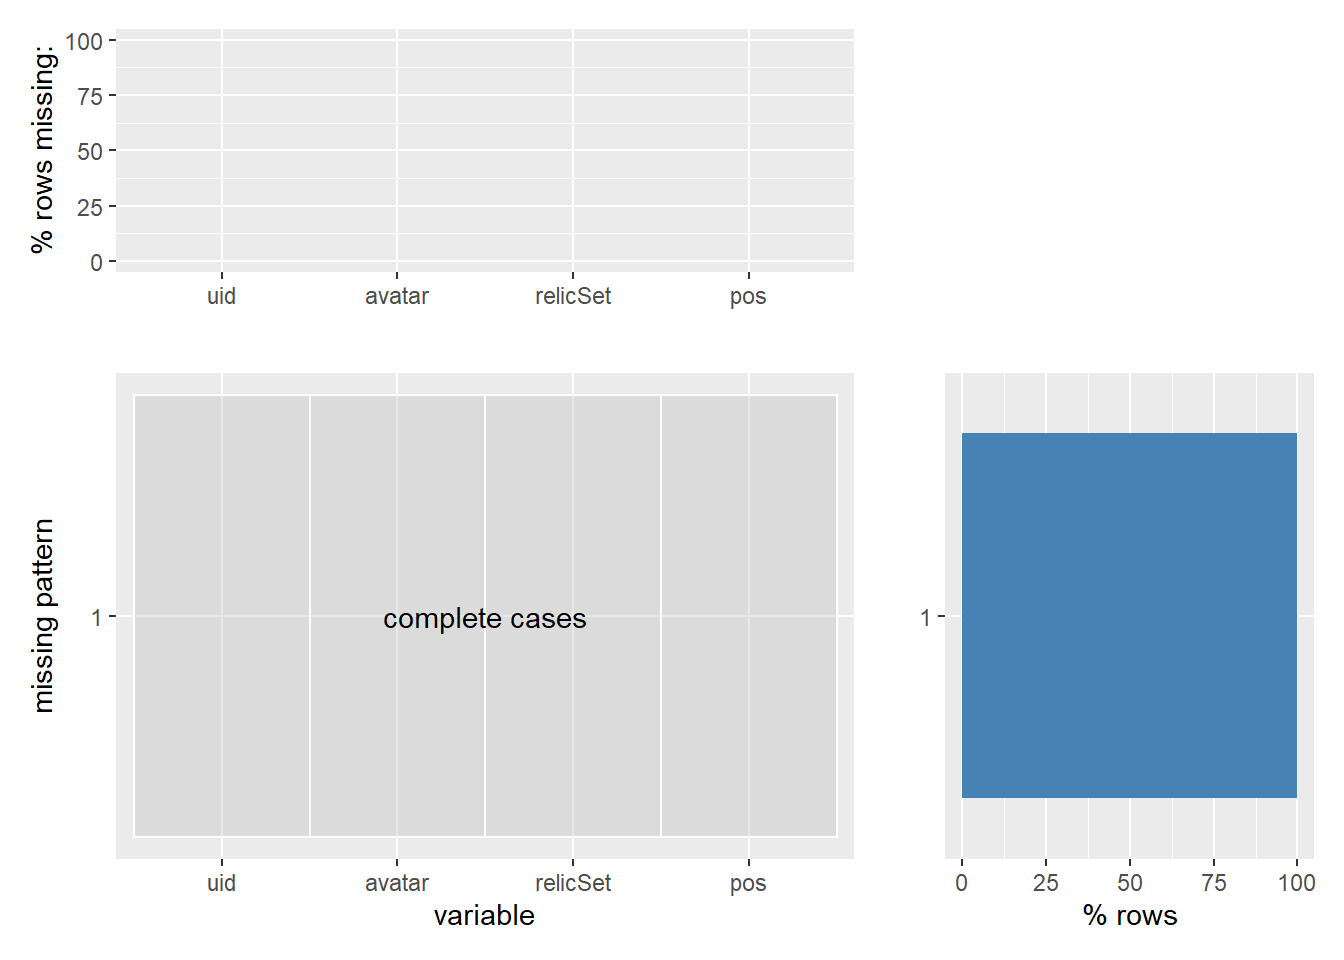 % rows missing:
100
75
50
25
0
uid avatar relicSet pos
missing pattern
1
complete cases
uid avatar relicSet pos
variable
1
0 25 50 75 100
% rows